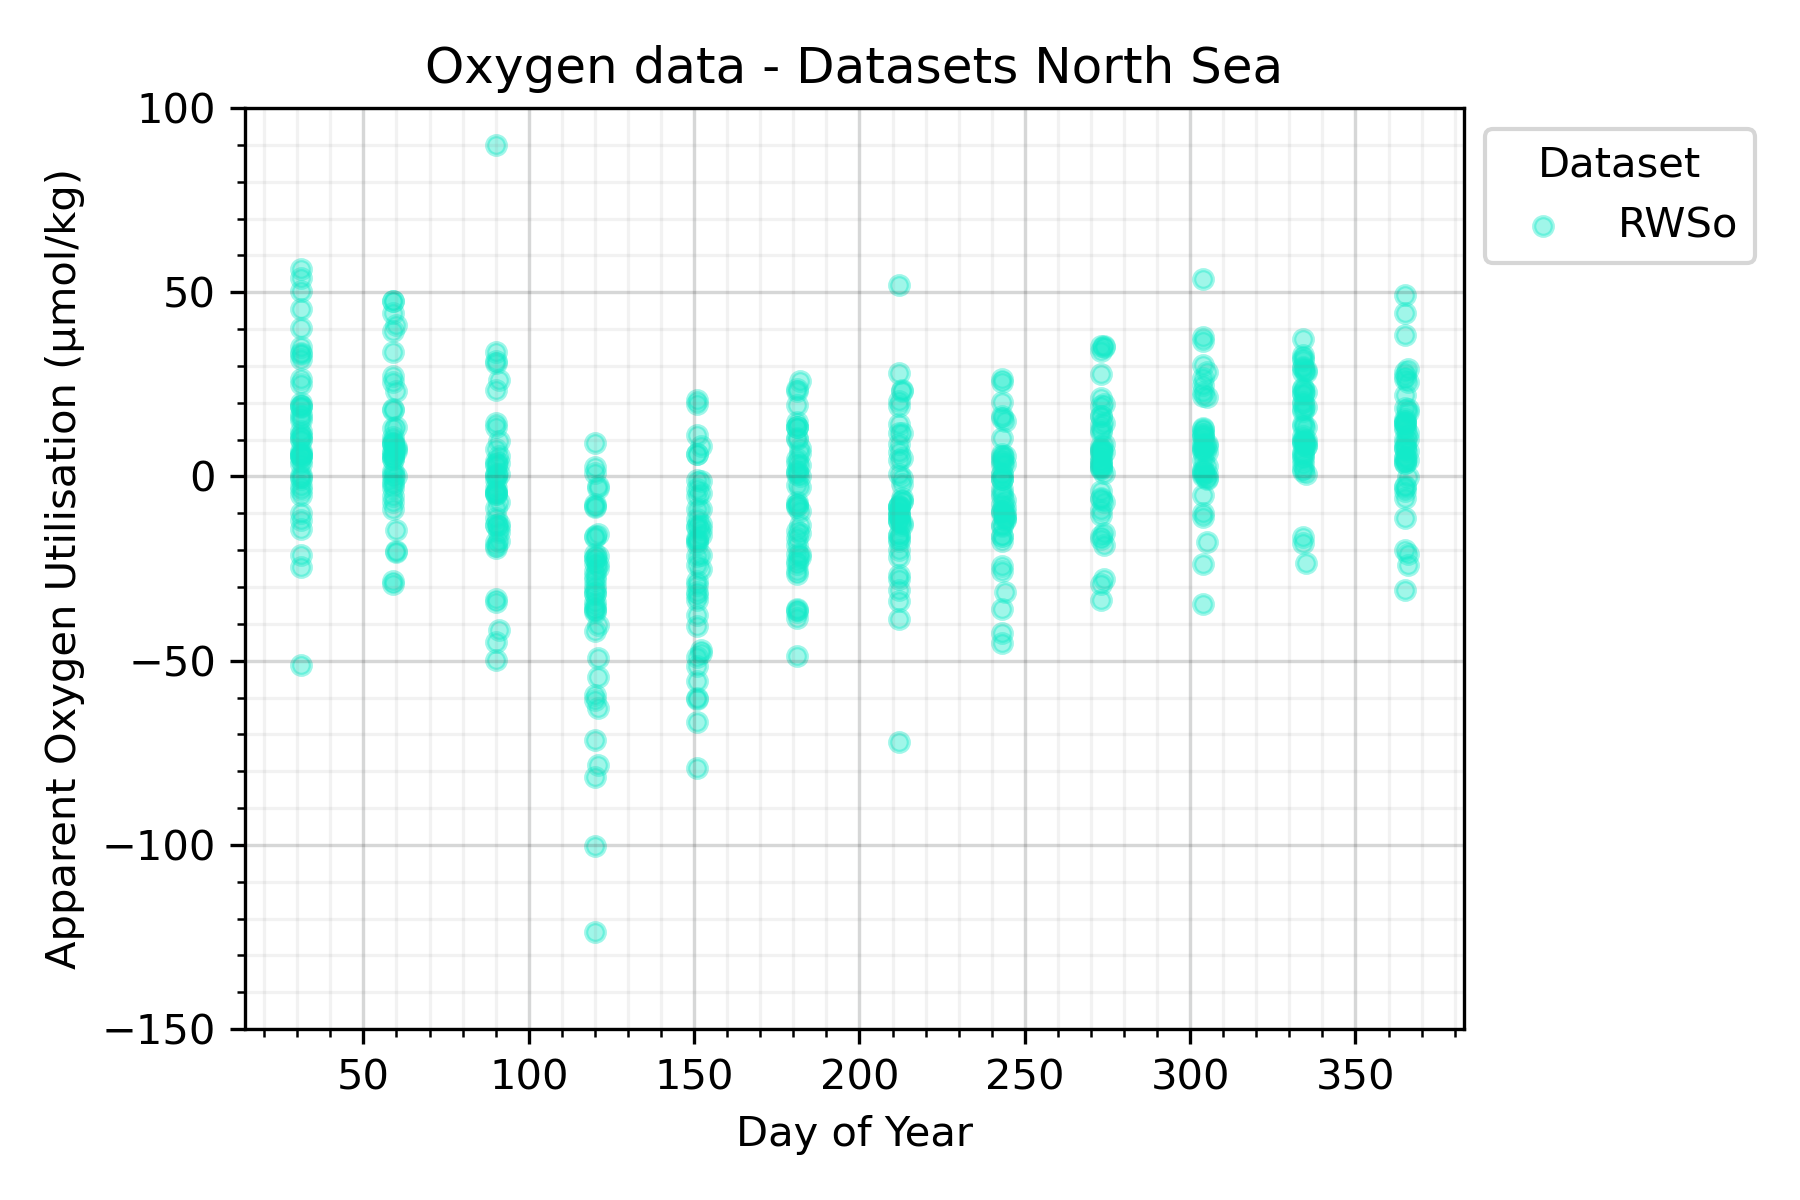 Oxygen data - Datasets North Sea
Apparent Oxygen Utilisation (μmol/kg)
100
50
0
−50
−100
−150
50 100 150 200 250 300 350
Day of Year
Dataset
RWSo